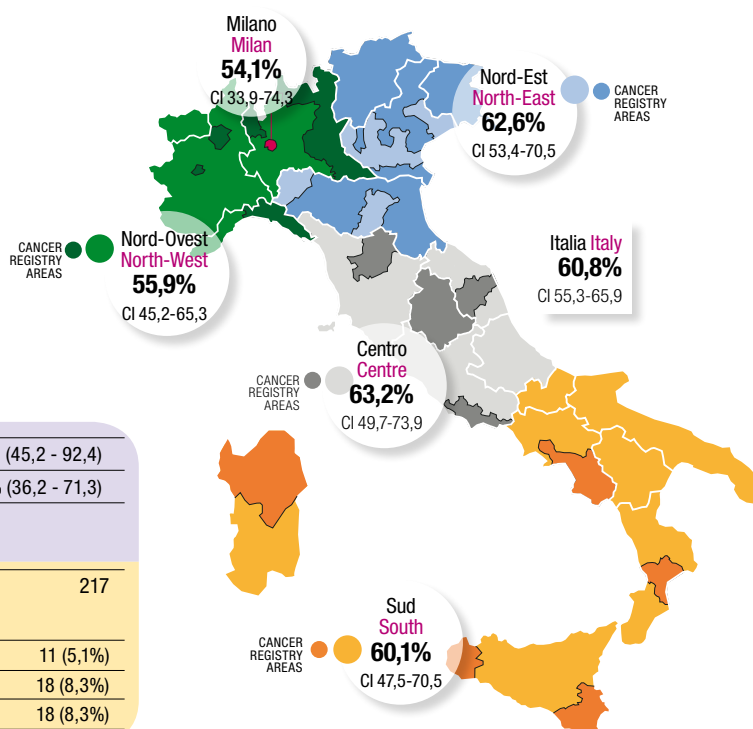 Milano
Milan
54,1%
CI 33,9-74,3
Nord-Est
North-East
62,6%
CI 53,4-70,5
CANCER
REGISTRY
AREAS
CANCER
REGISTRY
AREAS
Nord-Ovest
North-West
55,9%
CI 45,2-65,3
Italia Italy
60,8%
CI 55,3-65,9
CANCER
REGISTRY
AREAS
Centro
Centre
63,2%
CI 49,7-73,9
(45,2 - 92,4)
(36,2 - 71,3)
217
11 (5,1%)
18 (8,3%)
18 (8,3%)
CANCER
REGISTRY
AREAS
Sud
South
60,1%
CI 47,5-70,5